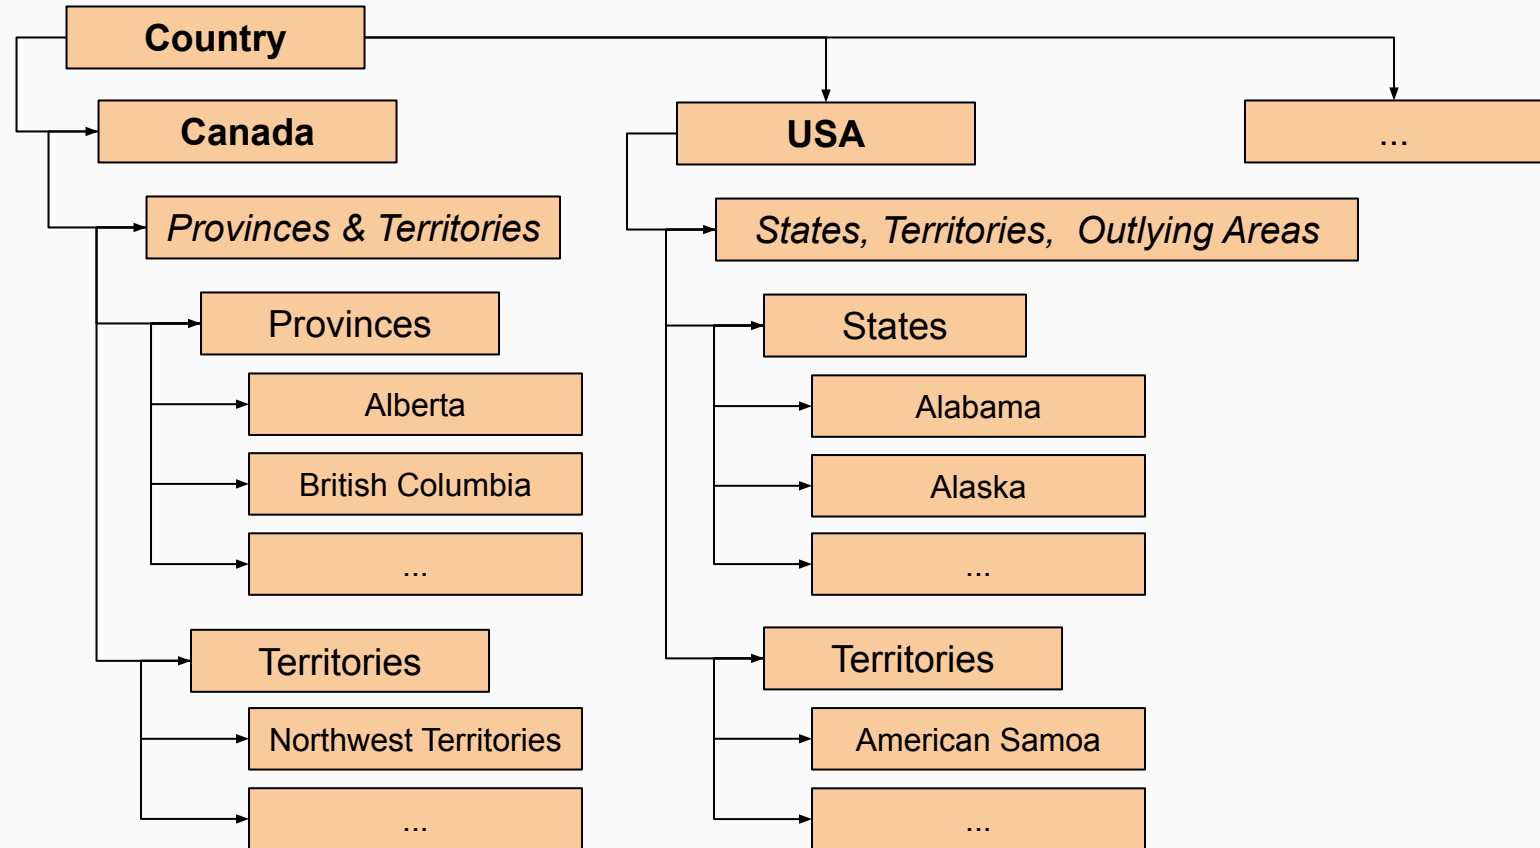 Country
Canada
USA
...
Provinces & Territories
States, Territories, Outlying Areas
Provinces
States
Alberta
Alabama
British Columbia
Alaska
...
...
Territories
Territories
Northwest Territories
American Samoa
...
...